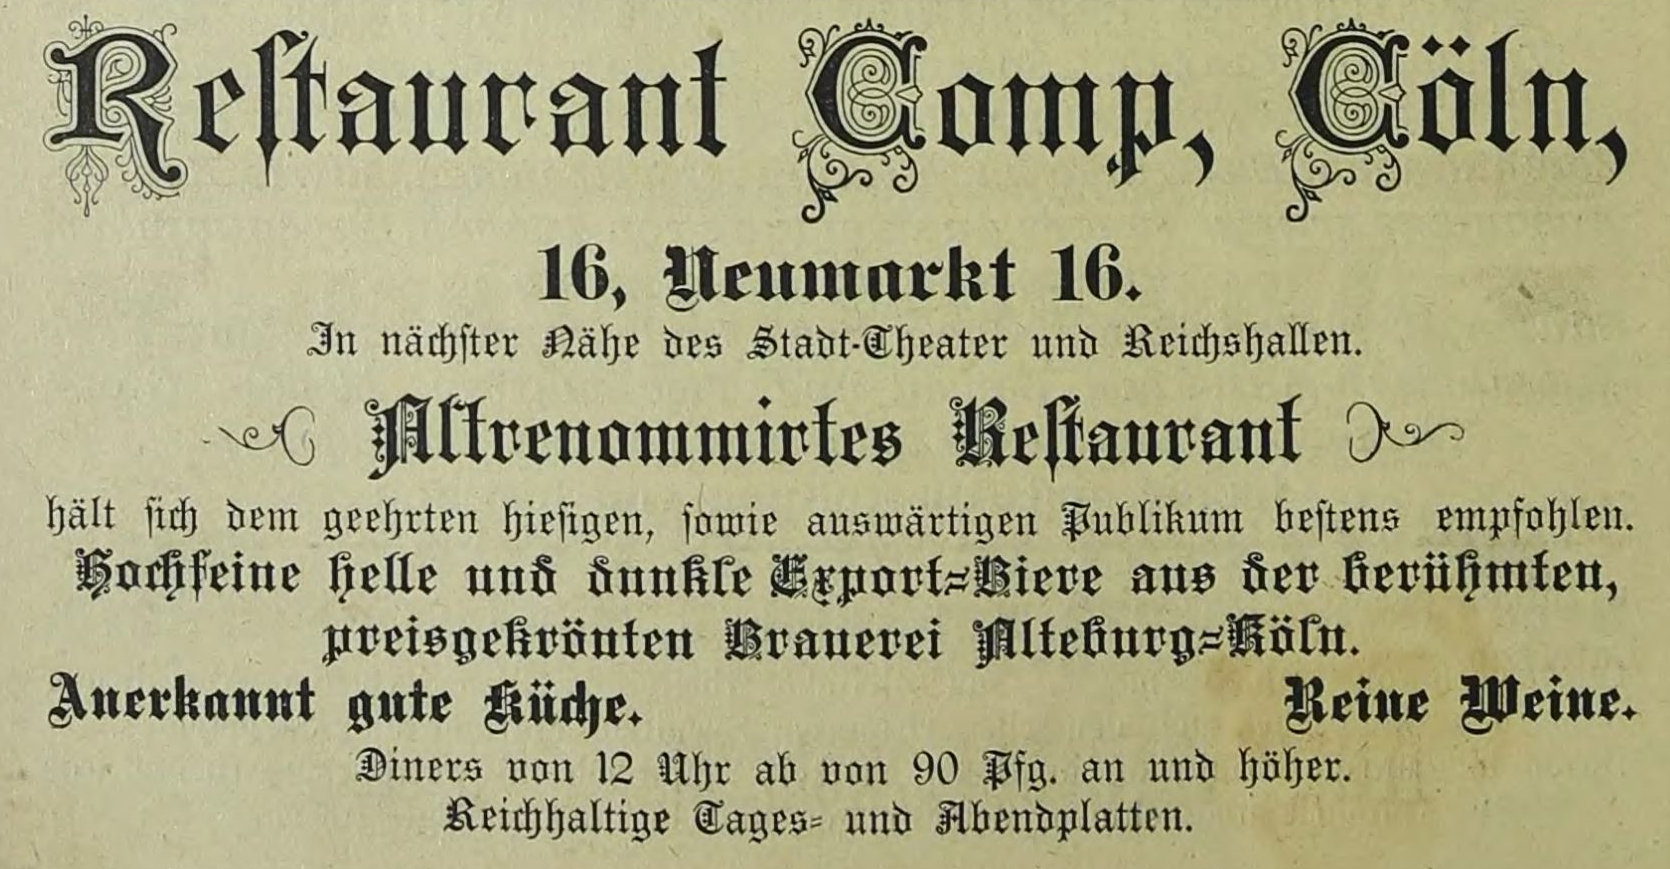 Restaurant Comp, Cöln,
16, Neumarkt 16.
In nächster Nähe des Stadt-Theater und Reichshallen.
Altrenommirtes Restaurant
hält sich dem geehrten hiesigen, sowie auswärtigen Publikum bestens empfohlen.
Hochfeine helle und dunkle Export-Biere aus der berühmten,
preisgekrönten Brauerei Alteburg-Köln.
Anerkannt gute Küche. Reine Weine.
Diners von 12 Uhr ab von 90 Pfg. an und höher.
Reichhaltige Tages- und Abendplatten.